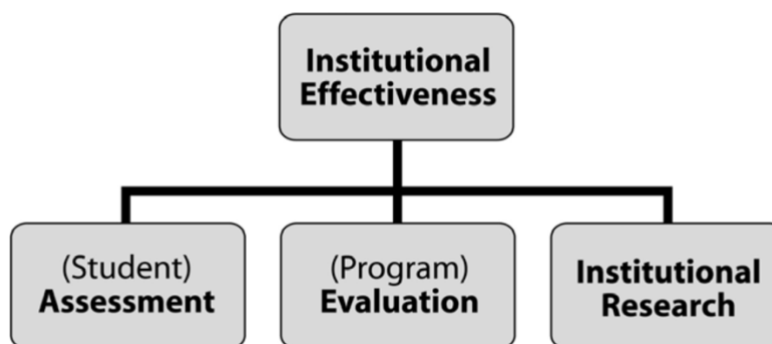 Institutional
Effectiveness
(Student)
Assessment
(Program)
Evaluation
Institutional
Research